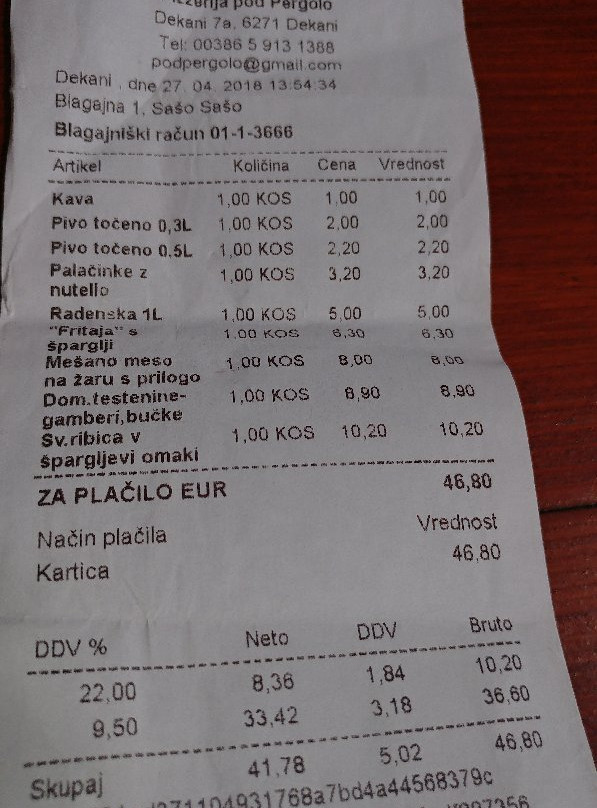 pod Pergolo
Dekani 7a, 6271 Dekani
Tel: 00386 5 913 1388
podpergolo@gmail.com
Dekani , dne 27. 04. 2018 13:54:34
Blagajna 1, Sašo Sašo
Blagajniški račun 01-1-3666
Artikel Količina Cena Vrednost
Kava 1,00 KOS 1,00 1,00
Pivo točeno 0,3L 1,00 KOS 2,00 2,00
Pivo točeno 0,5L 1,00 KOS 2,20 2,20
Palačinke z 1,00 KOS 3,20 3,20
nutello
Radenska 1L 1,00 KOS 5,00 5,00
"Fritaja" s 1,00 KOS 6,30 6,30
šparglji
Mešano meso 1,00 KOS 8,00 8,00
na žaru s prilogo
Dom.testenine- 1,00 KOS 8,90 8,90
gamberi,bučke
Sv.ribica v 1,00 KOS 10,20 10,20
špargljevi omaki
ZA PLAČILO EUR 46,80
Način plačila Vrednost
Kartica 46,80
DDV % Neto DDV Bruto
22,00 8,36 1,84 10,20
9,50 33,42 3,18 36,60
Skupaj 41,78 5,02 46,80